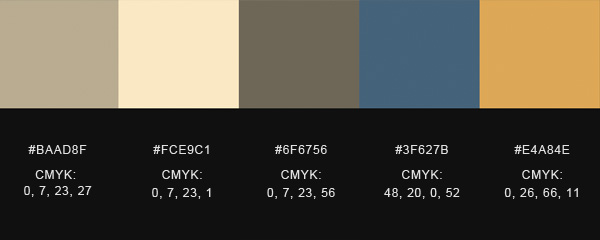 #BAAD8F
CMYK:
0, 7, 23, 27
#FCE9C1
CMYK:
0, 7, 23, 1
#6F6756
CMYK:
0, 7, 23, 56
#3F627B
CMYK:
48, 20, 0, 52
#E4A84E
CMYK:
0, 26, 66, 11